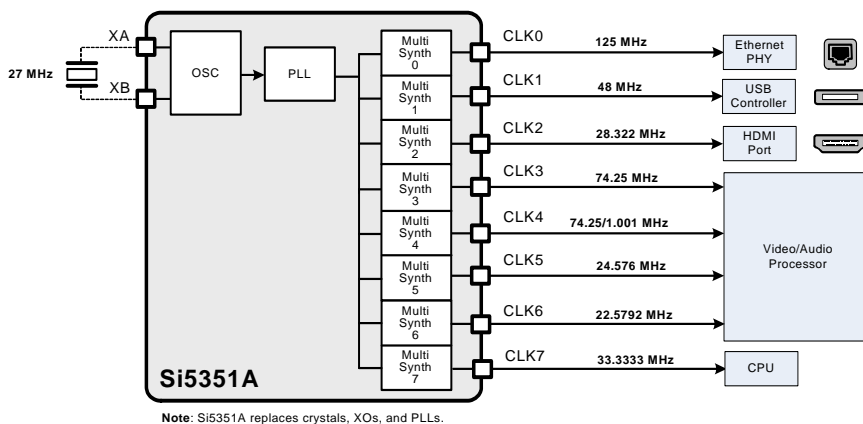 XA
27 MHz
XB
OSC
PLL
Multi
Synth
0
Multi
Synth
1
Multi
Synth
2
Multi
Synth
3
Multi
Synth
4
Multi
Synth
5
Multi
Synth
6
Multi
Synth
7
CLK0
125 MHz
Ethernet
PHY
CLK1
48 MHz
USB
Controller
CLK2
28.322 MHz
HDMI
Port
CLK3
74.25 MHz
CLK4
74.25/1.001 MHz
CLK5
24.576 MHz
CLK6
22.5792 MHz
Video/Audio
Processor
CLK7
33.3333 MHz
CPU
Si5351A
Note: Si5351A replaces crystals, XOs, and PLLs.